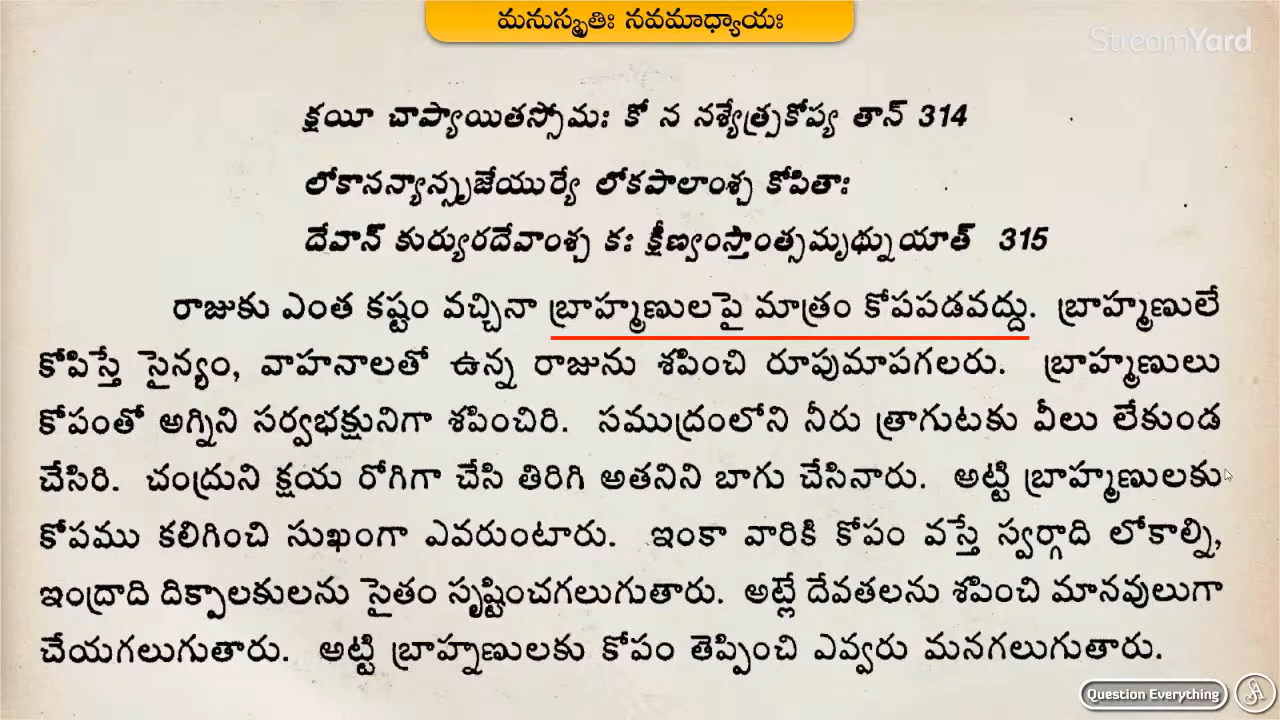 మనుస్మృతిః నవమాధ్యాయః
StreamYard
క్షయీ చాప్యాయితస్సోమః కో న నశ్యేత్ప్రకోప్య తాన్ 314
లోకానన్యాన్సృజేయుర్యే లోకపాలాంశ్చ కోపితాః
దేవాన్ కుర్యురదేవాంశ్చ కః క్షీణ్వంస్తాంత్సమృథ్నుయాత్ 315
రాజుకు ఎంత కష్టం వచ్చినా బ్రాహ్మణులపై మాత్రం కోపపడవద్దు. బ్రాహ్మణులే
కోపిస్తే సైన్యం, వాహనాలతో ఉన్న రాజును శపించి రూపుమాపగలరు. బ్రాహ్మణులు
కోపంతో అగ్నిని సర్వభక్షునిగా శపించిరి. సముద్రంలోని నీరు త్రాగుటకు వీలు లేకుండ
చేసిరి. చంద్రుని క్షయ రోగిగా చేసి తిరిగి అతనిని బాగు చేసినారు. అట్టి బ్రాహ్మణులకు
కోపము కలిగించి సుఖంగా ఎవరుంటారు. ఇంకా వారికి కోపం వస్తే స్వర్గాది లోకాల్ని,
ఇంద్రాది దిక్పాలకులను సైతం సృష్టించగలుగుతారు. అట్లే దేవతలను శపించి మానవులుగా
చేయగలుగుతారు. అట్టి బ్రాహ్నణులకు కోపం తెప్పించి ఎవ్వరు మనగలుగుతారు.
Question Everything